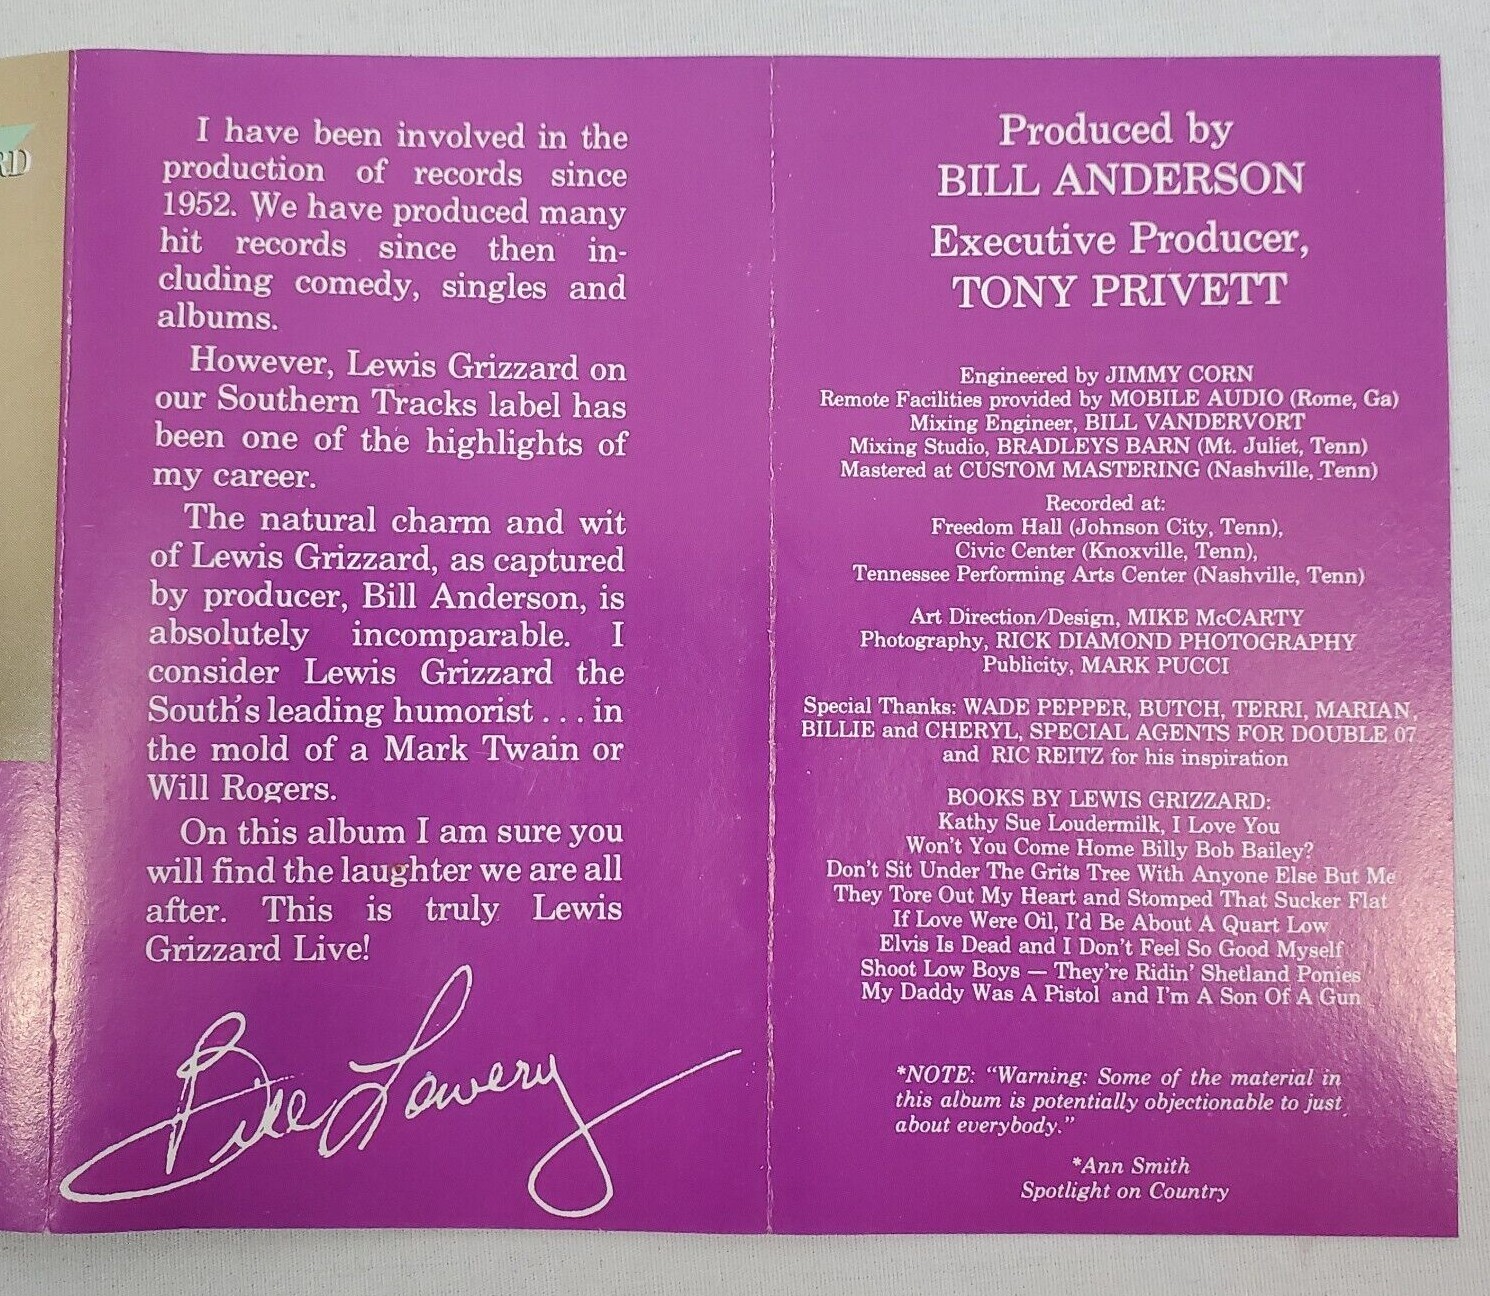 RD
I have been involved in the
production of records since
1952. We have produced many
hit records since then in-
cluding comedy, singles and
albums.
However, Lewis Grizzard on
our Southern Tracks label has
been one of the highlights of
my career.
The natural charm and wit
of Lewis Grizzard, as captured
by producer, Bill Anderson, is
absolutely incomparable. I
consider Lewis Grizzard the
South's leading humorist . . . in
the mold of a Mark Twain or
Will Rogers.
On this album I am sure you
will find the laughter we are all
after. This is truly Lewis
Grizzard Live!
Bill Lowery
Produced by
BILL ANDERSON
Executive Producer,
TONY PRIVETT
Engineered by JIMMY CORN
Remote Facilities provided by MOBILE AUDIO (Rome, Ga)
Mixing Engineer, BILL VANDERVORT
Mixing Studio, BRADLEYS BARN (Mt. Juliet, Tenn)
Mastered at CUSTOM MASTERING (Nashville, Tenn)
Recorded at:
Freedom Hall (Johnson City, Tenn),
Civic Center (Knoxville, Tenn),
Tennessee Performing Arts Center (Nashville, Tenn)
Art Direction/Design, MIKE McCARTY
Photography, RICK DIAMOND PHOTOGRAPHY
Publicity, MARK PUCCI
Special Thanks: WADE PEPPER, BUTCH, TERRI, MARIAN,
BILLIE and CHERYL, SPECIAL AGENTS FOR DOUBLE 07
and RIC REITZ for his inspiration
BOOKS BY LEWIS GRIZZARD:
Kathy Sue Loudermilk, I Love You
Won't You Come Home Billy Bob Bailey?
Don't Sit Under The Grits Tree With Anyone Else But Me
They Tore Out My Heart and Stomped That Sucker Flat
If Love Were Oil, I'd Be About A Quart Low
Elvis Is Dead and I Don't Feel So Good Myself
Shoot Low Boys — They're Ridin' Shetland Ponies
My Daddy Was A Pistol and I'm A Son Of A Gun
*NOTE: "Warning: Some of the material in
this album is potentially objectionable to just
about everybody."
*Ann Smith
Spotlight on Country